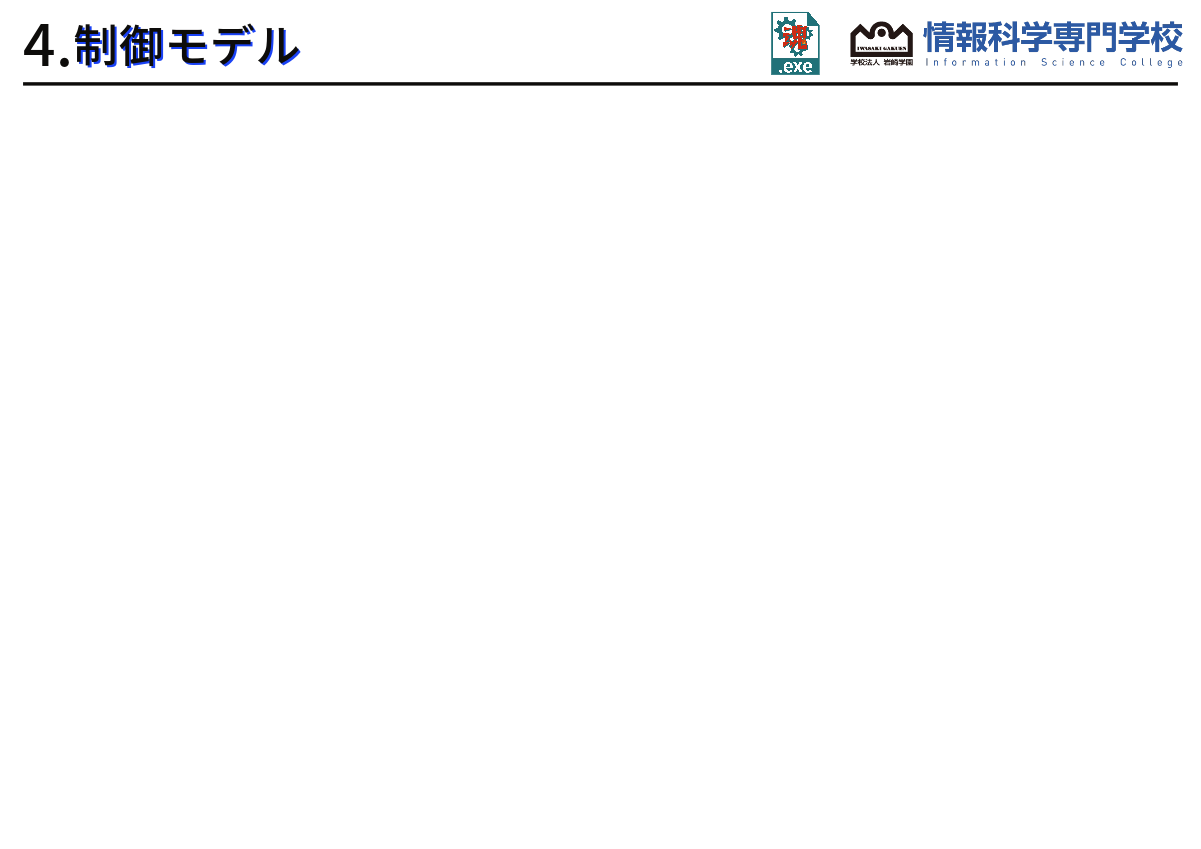 4.制御モデル
魂
.exe
IWASAKI GAKUEN
学校法人 岩崎学園
情報科学専門学校
Information Science College